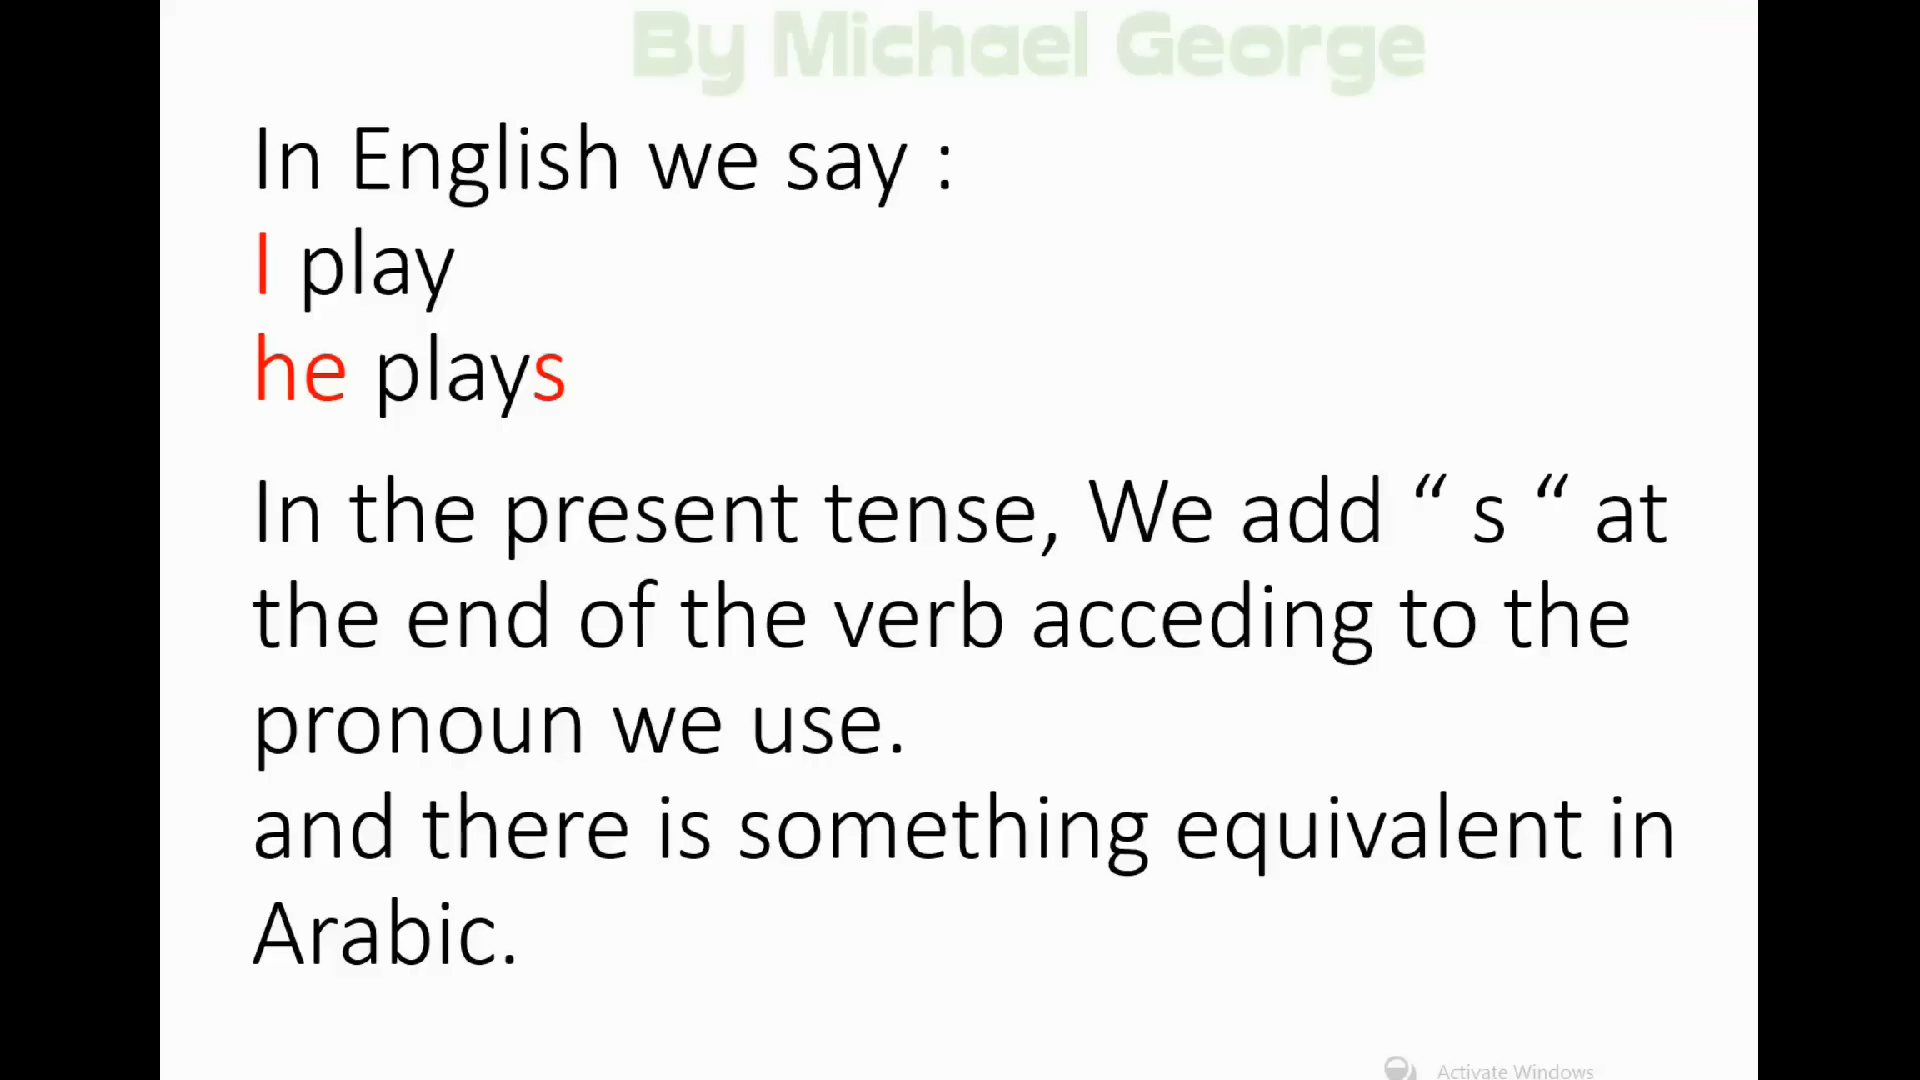 By Michael George
In English we say :
I play
he plays
In the present tense, We add “ s “ at
the end of the verb acceding to the
pronoun we use.
and there is something equivalent in
Arabic.
Activate Windows